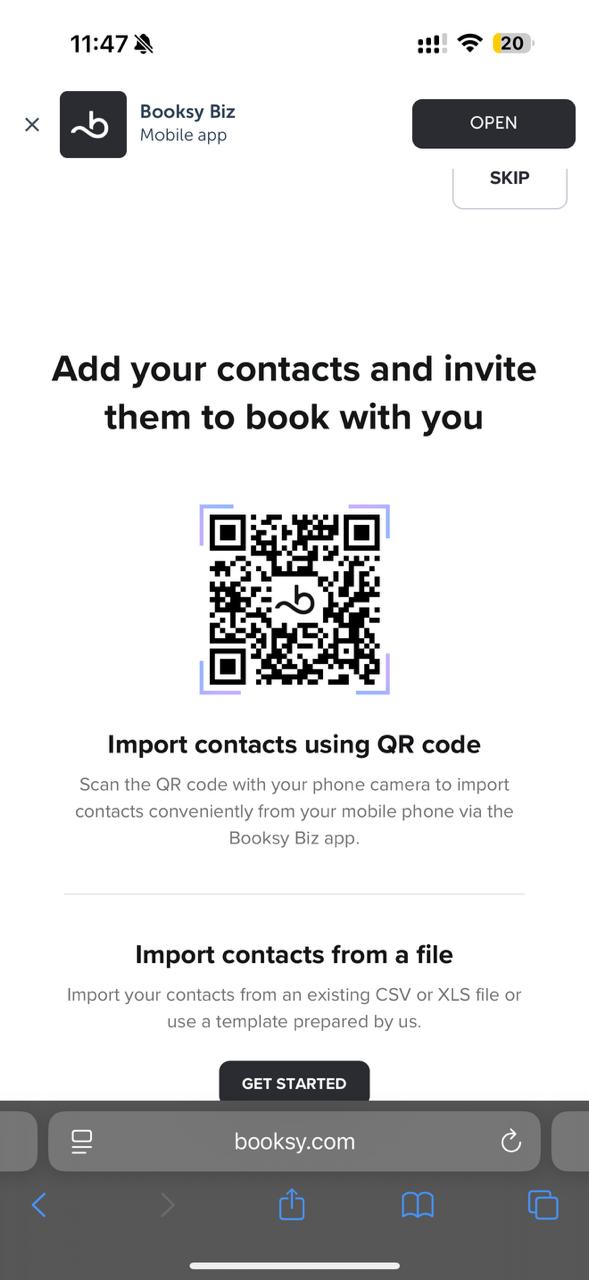 11:47
20
Booksy Biz
Mobile app
OPEN
SKIP
Add your contacts and invite
them to book with you
Import contacts using QR code
Scan the QR code with your phone camera to import
contacts conveniently from your mobile phone via the
Booksy Biz app.
Import contacts from a file
Import your contacts from an existing CSV or XLS file or
use a template prepared by us.
GET STARTED
booksy.com